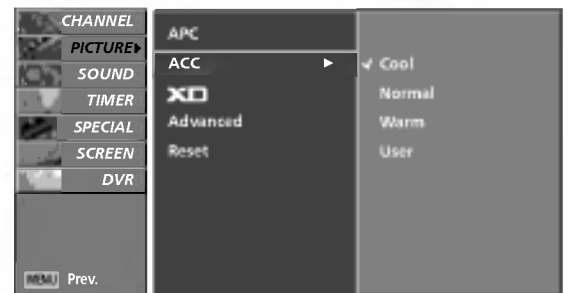 CHANNEL
PICTURE
SOUND
TIMER
SPECIAL
SCREEN
DVR
MENU Prev.
APC
ACC
XD
Advanced
Reset
Cool
Normal
Warm
User